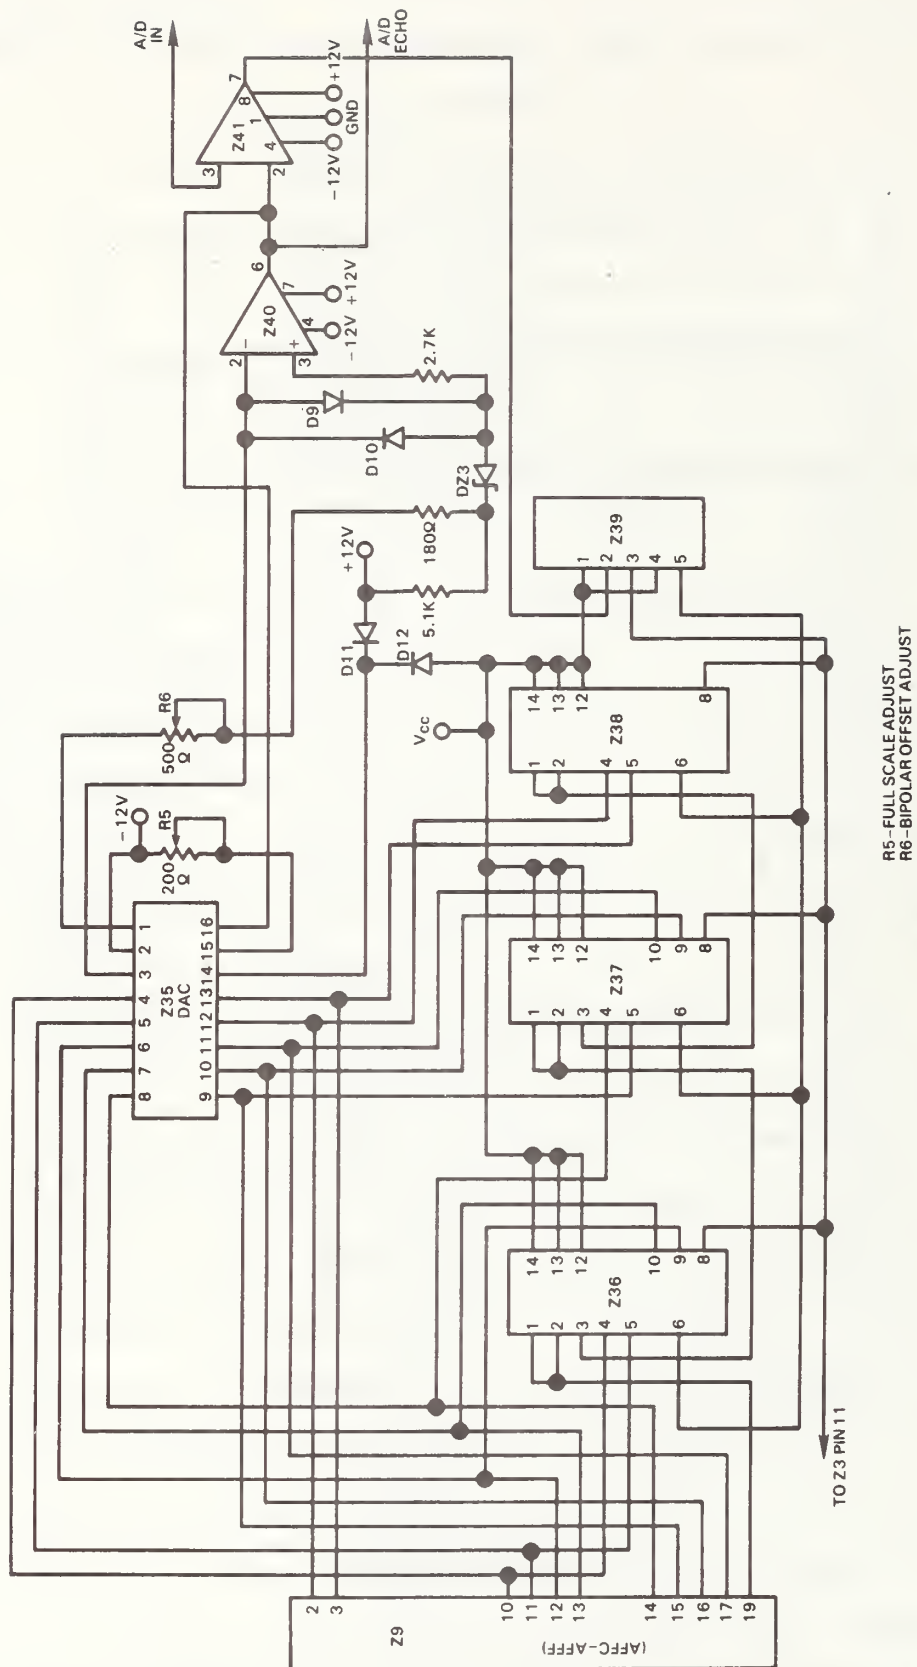 A/D
IN
A/D
ECHO
7
8
+12V
Z41
1
GND
4
-12V
3
2
6
7
+12V
Z40
4
-12V
2
-
+
3
2.7K
D9
D10
DZ3
180Ω
+12V
5.1K
D11
D12
VCC
R6
500
Ω
-12V
R5
200
Ω
1
2
3
4
5
6
7
8
Z35
DAC
16
15
14
13
12
11
10
9
Z39
1
2
3
4
5
14
13
12
8
Z38
1
2
4
5
6
14
13
12
10
9
8
Z37
1
2
3
4
5
6
14
13
12
10
9
8
Z36
1
2
3
4
5
6
2
3
Z9
10
11
12
13
14
15
16
17
19
(AFFC-AFFF)
TO Z3 PIN 11
R5-FULL SCALE ADJUST
R6-BIPOLAR OFFSET ADJUST